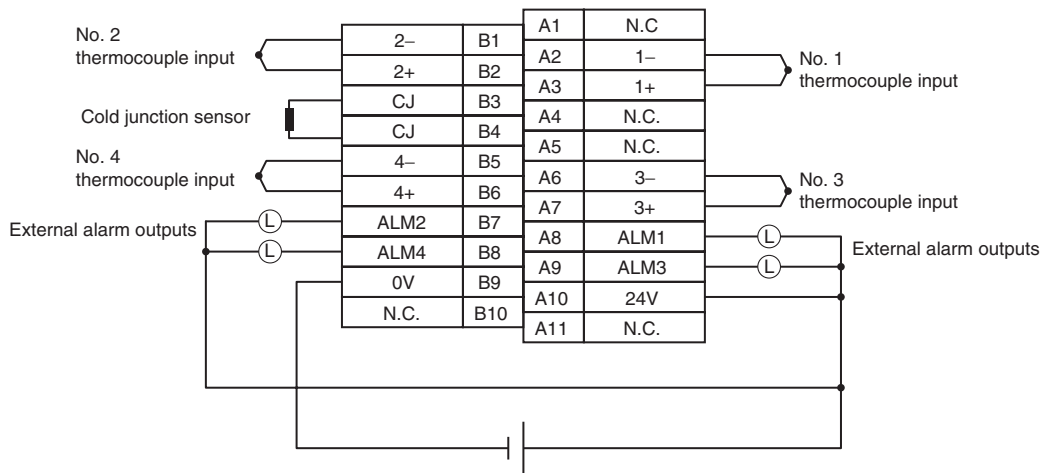 No. 2
thermocouple input
Cold junction sensor
No. 4
thermocouple input
External alarm outputs
L
L
2− B1
2+ B2
CJ B3
CJ B4
4− B5
4+ B6
ALM2 B7
ALM4 B8
0V B9
N.C. B10
A1 N.C
A2 1−
A3 1+
A4 N.C.
A5 N.C.
A6 3−
A7 3+
A8 ALM1
A9 ALM3
A10 24V
A11 N.C.
No. 1
thermocouple input
No. 3
thermocouple input
L
L
External alarm outputs